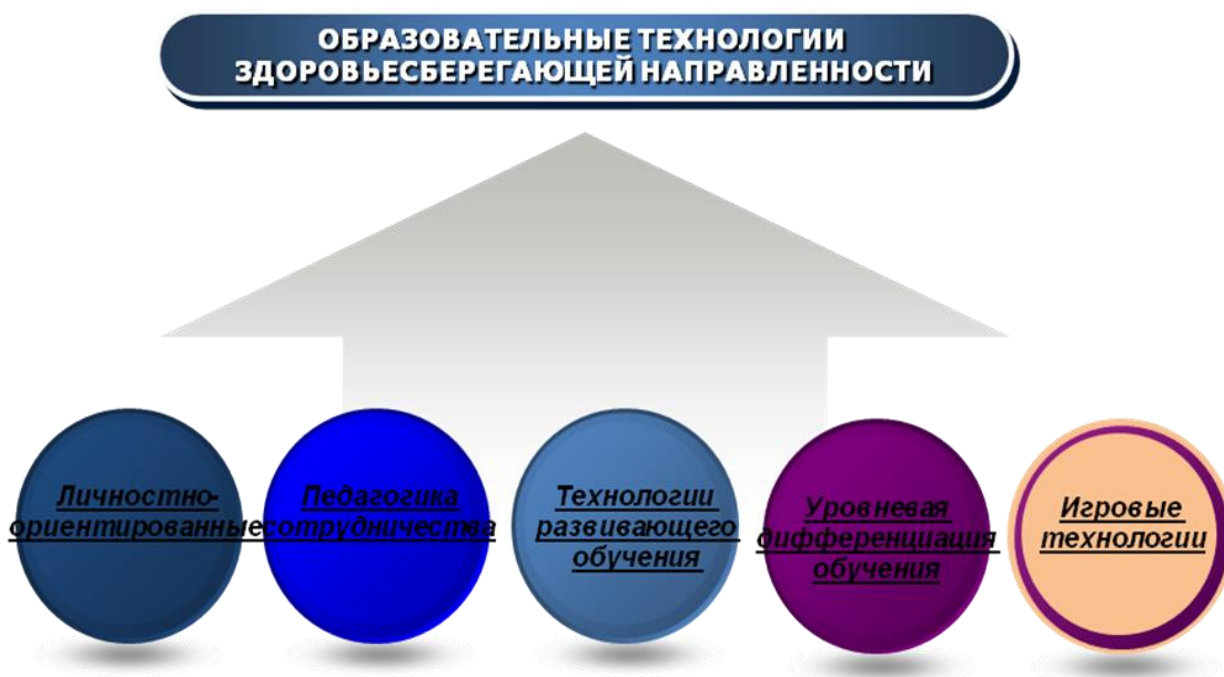 ОБРАЗОВАТЕЛЬНЫЕ ТЕХНОЛОГИИ
ЗДОРОВЬЕСБЕРЕГАЮЩЕЙ НАПРАВЛЕННОСТИ
Личностно-
ориентированные
Педагогика
сотрудничества
Технологии
развивающего
обучения
Уровневая
дифференциация
обучения
Игровые
технологии